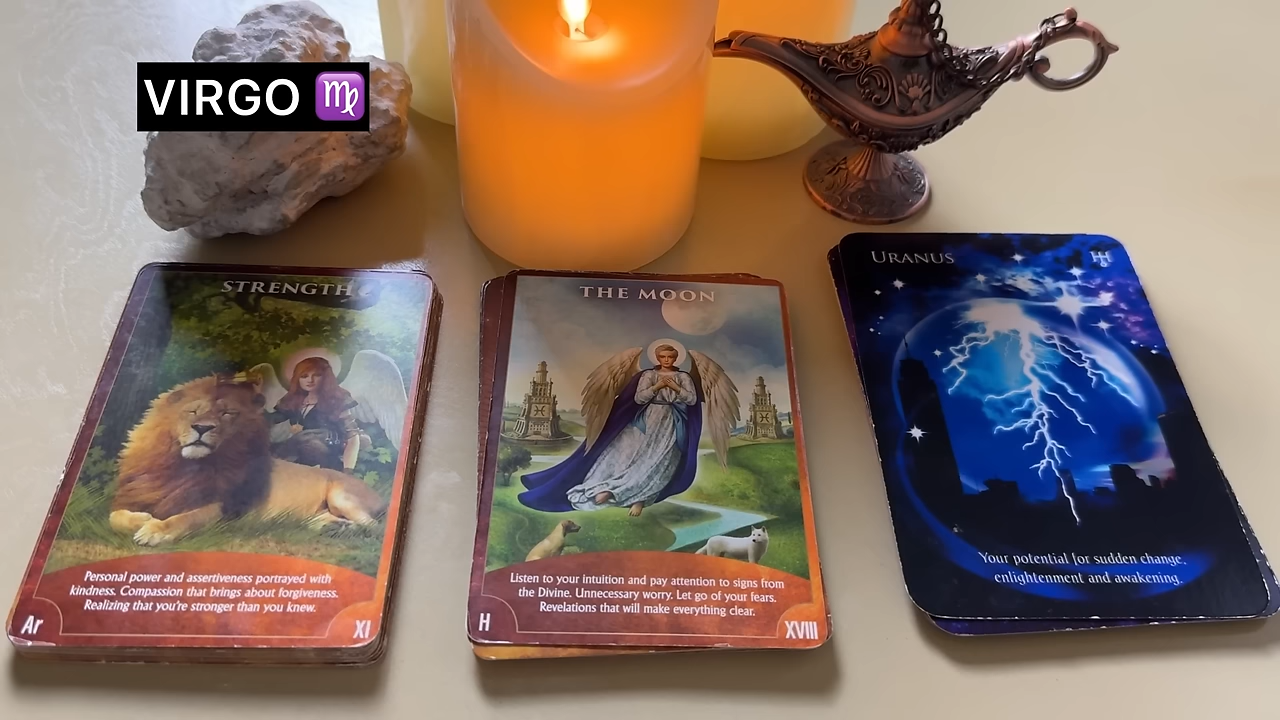 VIRGO ♍
STRENGTH
Personal power and assertiveness portrayed with
kindness. Compassion that brings about forgiveness.
Realizing that you're stronger than you knew.
Ar
XI
THE MOON
Listen to your intuition and pay attention to signs from
the Divine. Unnecessary worry. Let go of your fears.
Revelations that will make everything clear.
H
XVIII
URANUS
Your potential for sudden change,
enlightenment and awakening.